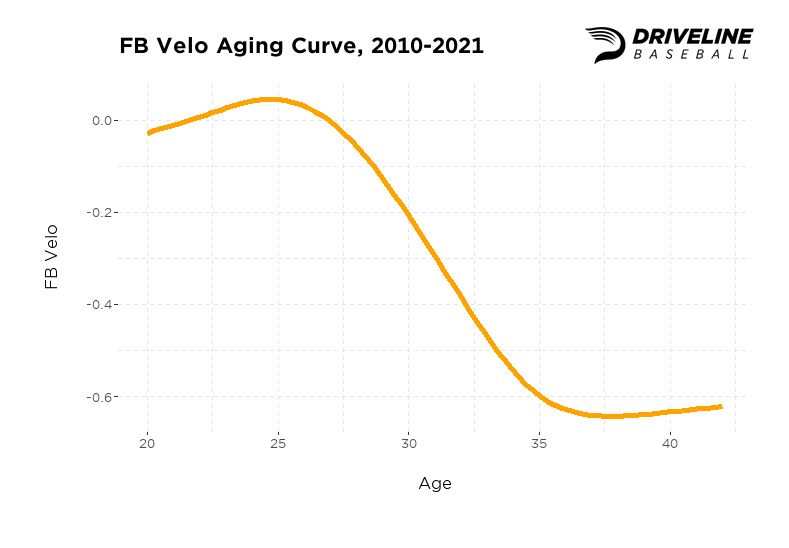 FB Velo Aging Curve, 2010-2021
DRIVELINE
BASEBALL
FB Velo
0.0
-0.2
-0.4
-0.6
20 25 30 35 40
Age